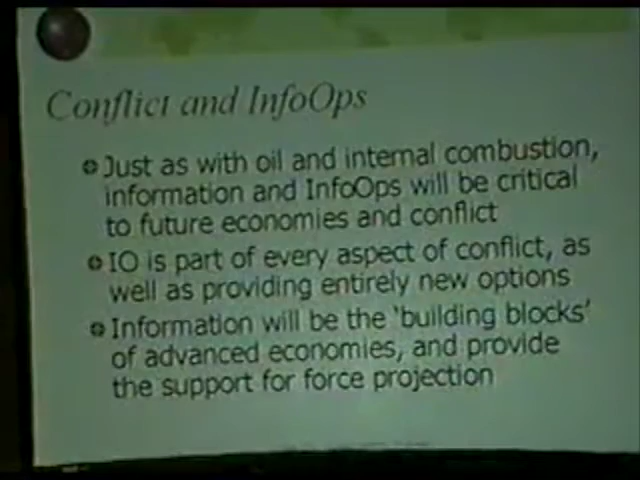 Conflict and InfoOps
Just as with oil and internal combustion,
information and InfoOps will be critical
to future economies and conflict
IO is part of every aspect of conflict, as
well as providing entirely new options
Information will be the 'building blocks'
of advanced economies, and provide
the support for force projection